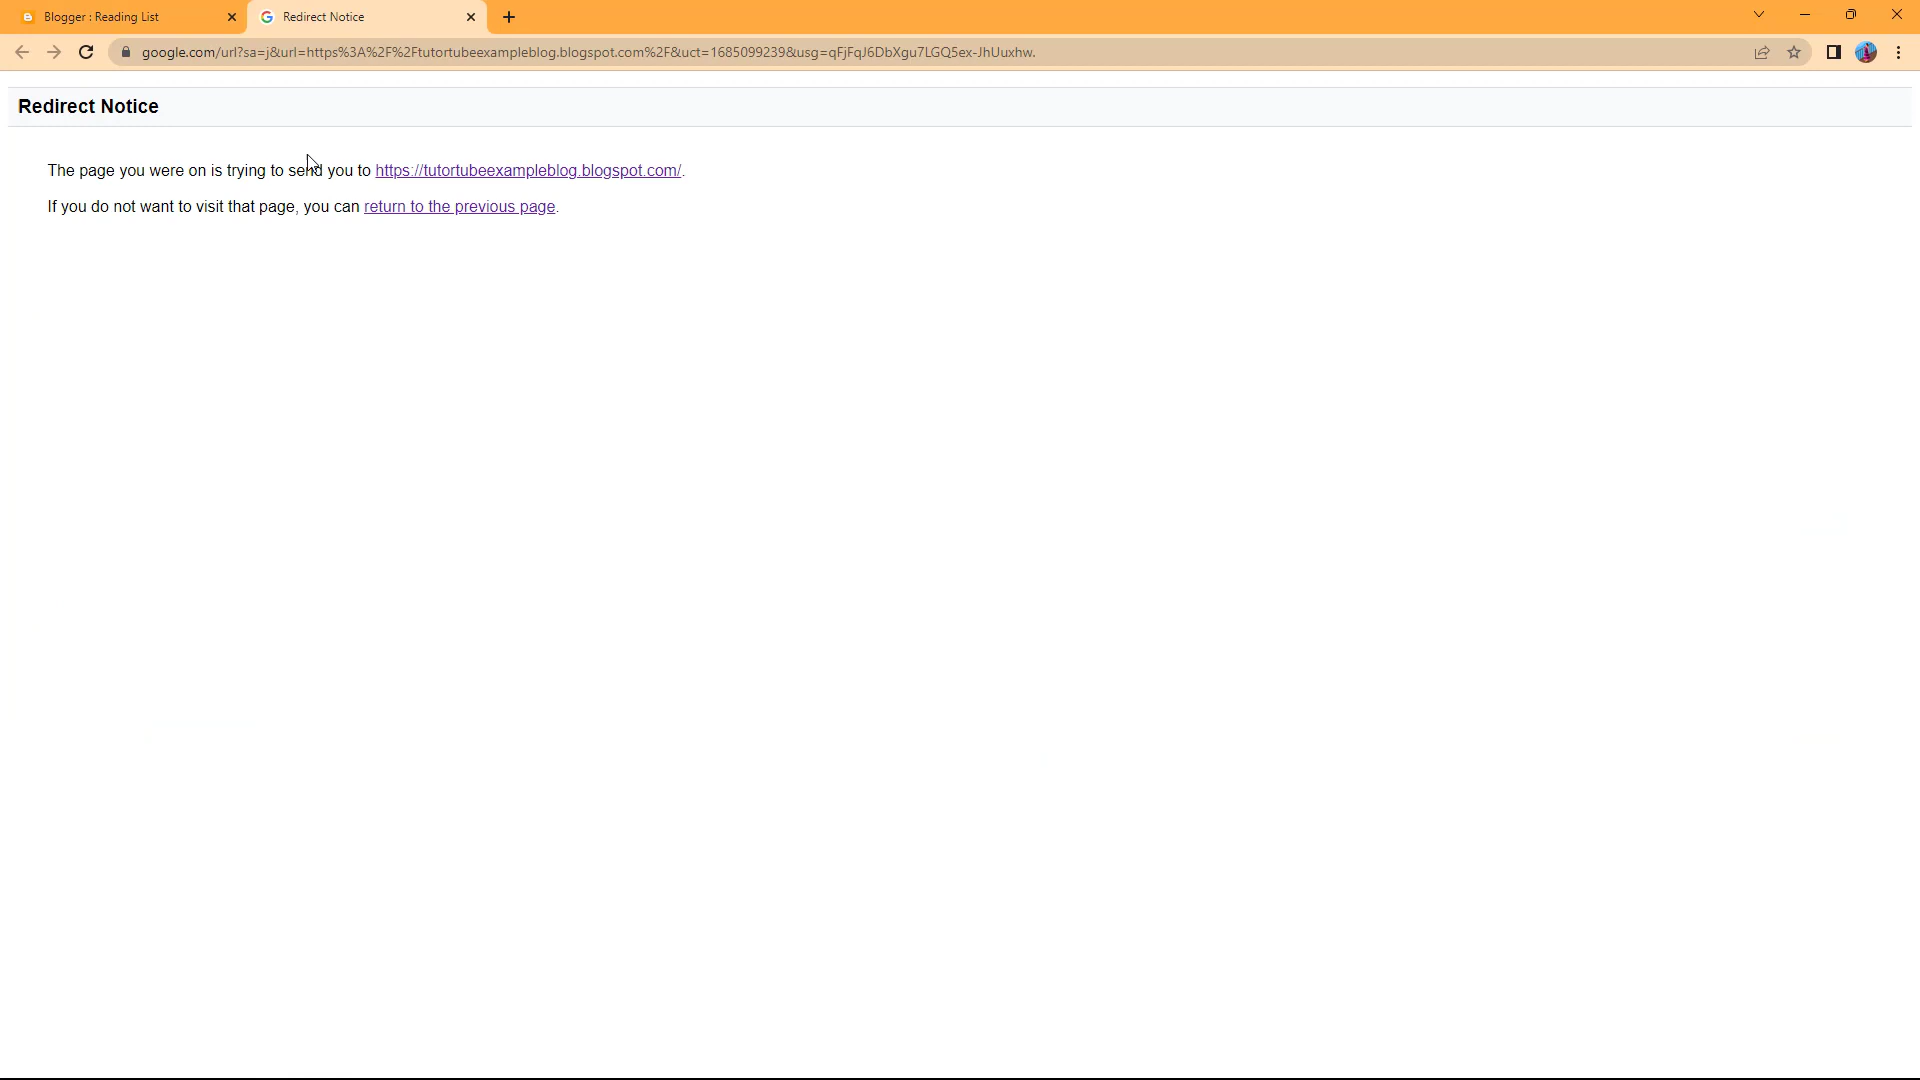 Blogger : Reading List
Redirect Notice
google.com/url?sa=j&url=https%3A%2F%2Ftutortubeexampleblog.blogspot.com%2F&uct=1685099239&usg=qFjFqJ6DbXgu7LGQ5ex-JhUuxhw.
Redirect Notice
The page you were on is trying to send you to https://tutortubeexampleblog.blogspot.com/.
If you do not want to visit that page, you can return to the previous page.